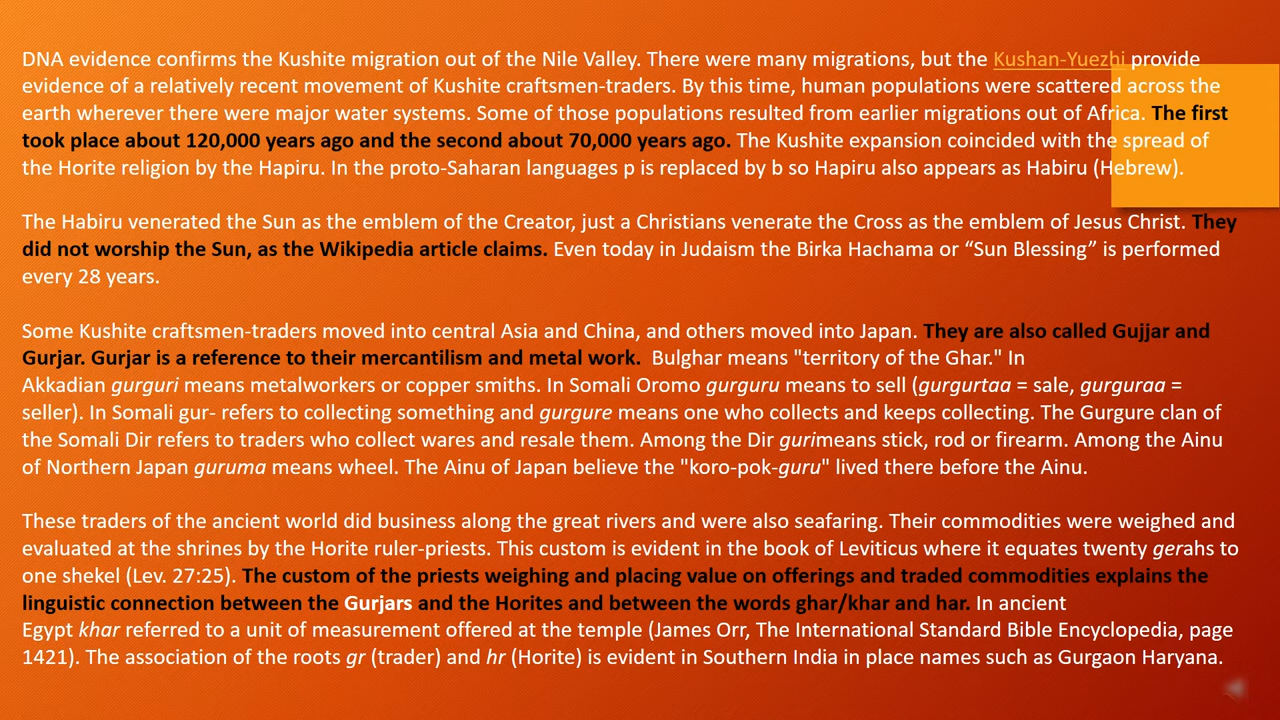 DNA evidence confirms the Kushite migration out of the Nile Valley. There were many migrations, but the Kushan-Yuezhi provide
evidence of a relatively recent movement of Kushite craftsmen-traders. By this time, human populations were scattered across the
earth wherever there were major water systems. Some of those populations resulted from earlier migrations out of Africa. The first
took place about 120,000 years ago and the second about 70,000 years ago. The Kushite expansion coincided with the spread of
the Horite religion by the Hapiru. In the proto-Saharan languages p is replaced by b so Hapiru also appears as Habiru (Hebrew).
The Habiru venerated the Sun as the emblem of the Creator, just a Christians venerate the Cross as the emblem of Jesus Christ. They
did not worship the Sun, as the Wikipedia article claims. Even today in Judaism the Birka Hachama or “Sun Blessing” is performed
every 28 years.
Some Kushite craftsmen-traders moved into central Asia and China, and others moved into Japan. They are also called Gujjar and
Gurjar. Gurjar is a reference to their mercantilism and metal work. Bulghar means "territory of the Ghar." In
Akkadian gurguri means metalworkers or copper smiths. In Somali Oromo gurguru means to sell (gurgurtaa = sale, gurguraa =
seller). In Somali gur- refers to collecting something and gurgure means one who collects and keeps collecting. The Gurgure clan of
the Somali Dir refers to traders who collect wares and resale them. Among the Dir gurimeans stick, rod or firearm. Among the Ainu
of Northern Japan guruma means wheel. The Ainu of Japan believe the "koro-pok-guru" lived there before the Ainu.
These traders of the ancient world did business along the great rivers and were also seafaring. Their commodities were weighed and
evaluated at the shrines by the Horite ruler-priests. This custom is evident in the book of Leviticus where it equates twenty gerahs to
one shekel (Lev. 27:25). The custom of the priests weighing and placing value on offerings and traded commodities explains the
linguistic connection between the Gurjars and the Horites and between the words ghar/khar and har. In ancient
Egypt khar referred to a unit of measurement offered at the temple (James Orr, The International Standard Bible Encyclopedia, page
1421). The association of the roots gr (trader) and hr (Horite) is evident in Southern India in place names such as Gurgaon Haryana.